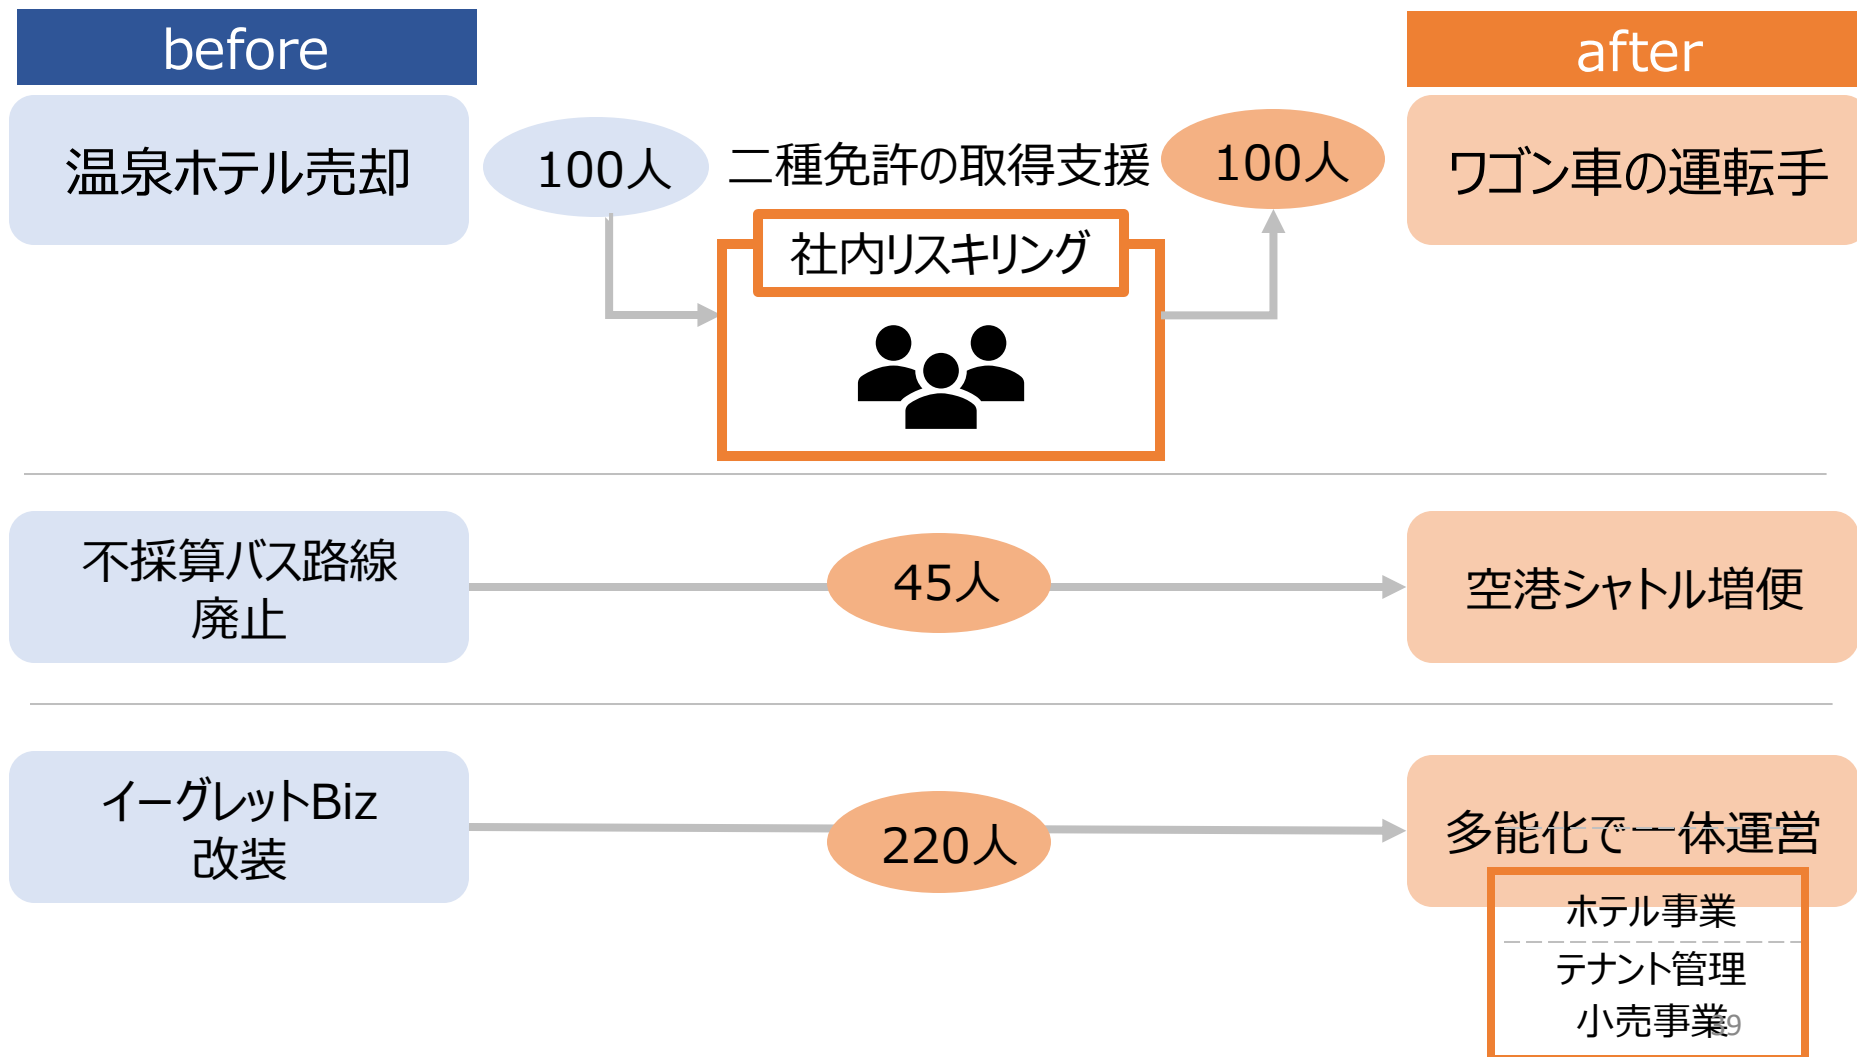 before
after
温泉ホテル売却
100人
二種免許の取得支援
100人
ワゴン車の運転手
社内リスキリング
不採算バス路線
廃止
45人
空港シャトル増便
イーグレットBiz
改装
220人
多能化で一体運営
ホテル事業
テナント管理
小売事業
39